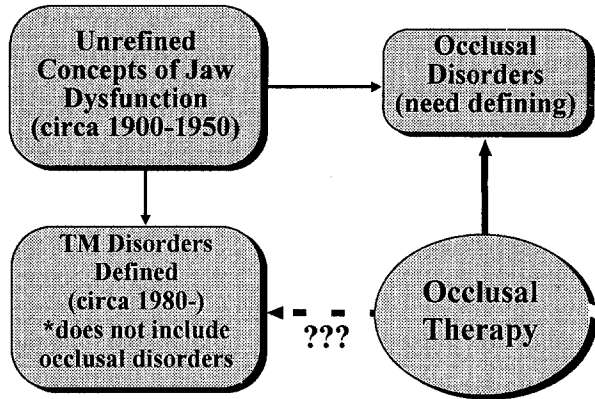 Unrefined
Concepts of Jaw
Dysfunction
(circa 1900-1950)
Occlusal
Disorders
(need defining)
TM Disorders
Defined
(circa 1980-)
*does not include
occlusal disorders
???
Occlusal
Therapy